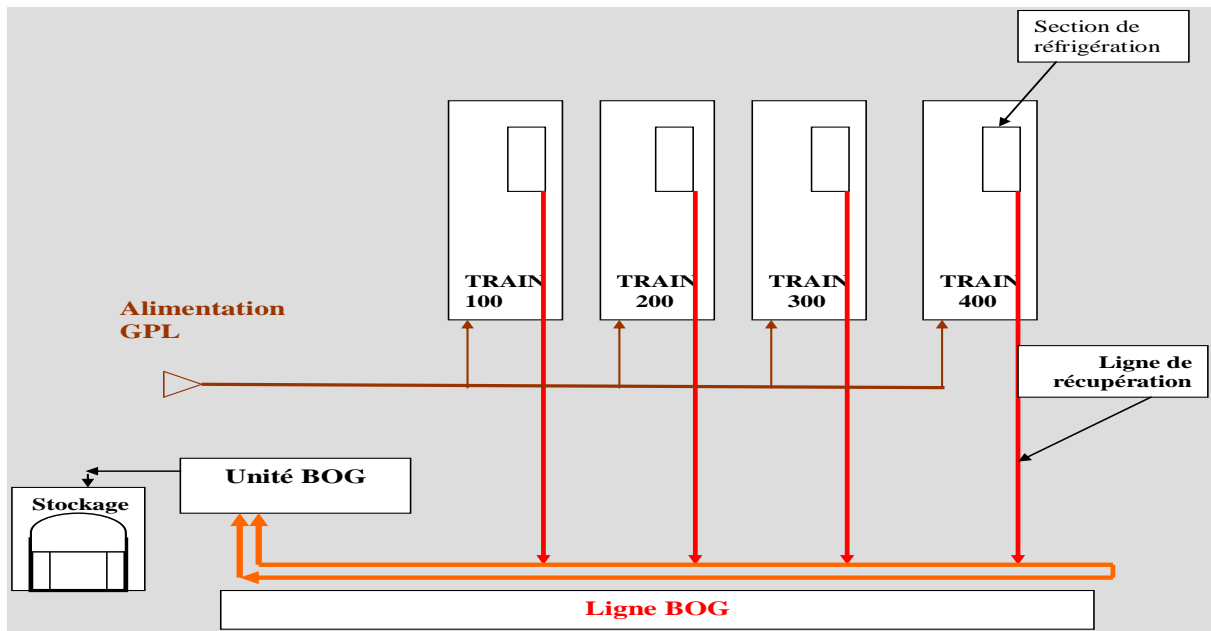 Section de
réfrigération
TRAIN
100
TRAIN
200
TRAIN
300
TRAIN
400
Alimentation
GPL
Ligne de
récupération
Unité BOG
Stockage
Ligne BOG